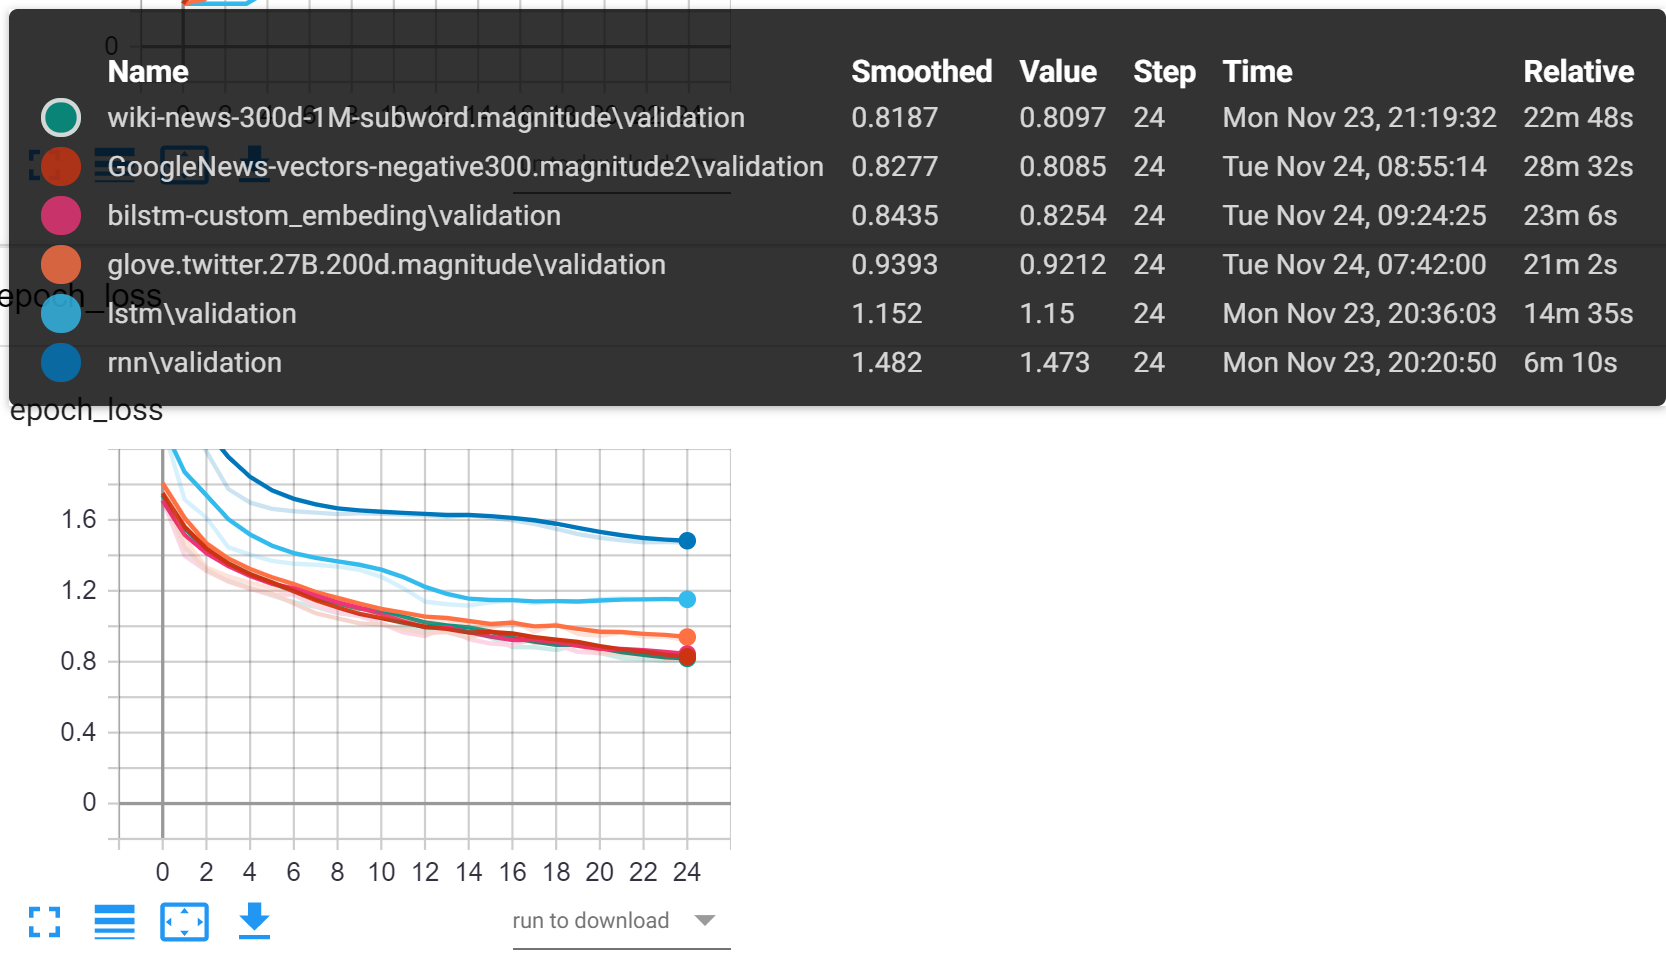 0
Name Smoothed Value Step Time Relative
wiki-news-300d-1M-subword.magnitude\validation 0.8187 0.8097 24 Mon Nov 23, 21:19:32 22m 48s
GoogleNews-vectors-negative300.magnitude2\validation 0.8277 0.8085 24 Tue Nov 24, 08:55:14 28m 32s
bilstm-custom_embeding\validation 0.8435 0.8254 24 Tue Nov 24, 09:24:25 23m 6s
glove.twitter.27B.200d.magnitude\validation 0.9393 0.9212 24 Tue Nov 24, 07:42:00 21m 2s
epoch_loss
lstm\validation 1.152 1.15 24 Mon Nov 23, 20:36:03 14m 35s
rnn\validation 1.482 1.473 24 Mon Nov 23, 20:20:50 6m 10s
epoch_loss
1.6
1.2
0.8
0.4
0
0 2 4 6 8 10 12 14 16 18 20 22 24
run to download